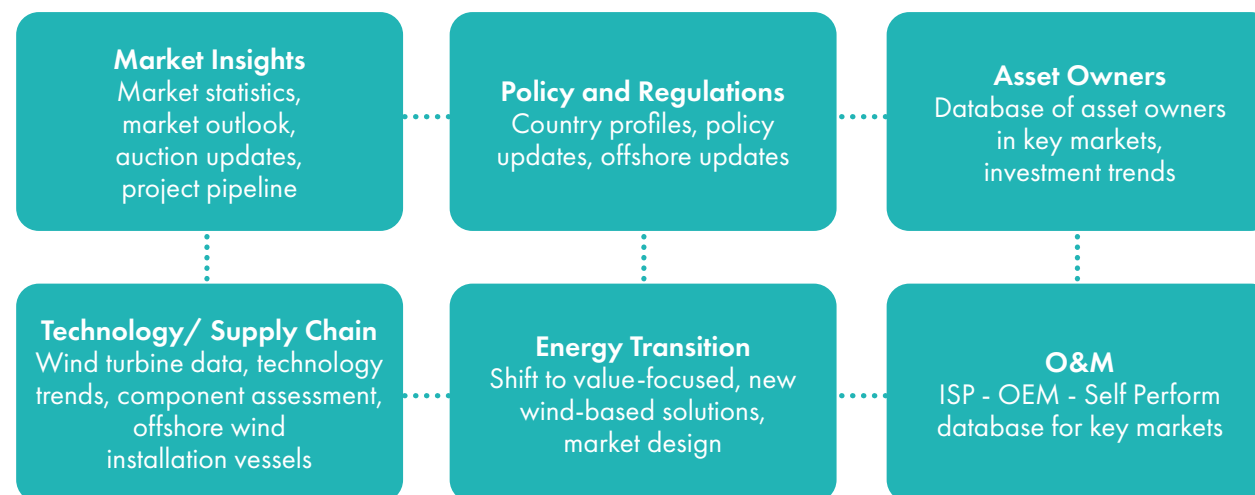 Market Insights
Market statistics,
market outlook,
auction updates,
project pipeline
Policy and Regulations
Country profiles, policy
updates, offshore updates
Asset Owners
Database of asset owners
in key markets,
investment trends
Technology/ Supply Chain
Wind turbine data, technology
trends, component assessment,
offshore wind
installation vessels
Energy Transition
Shift to value-focused, new
wind-based solutions,
market design
O&M
ISP - OEM - Self Perform
database for key markets